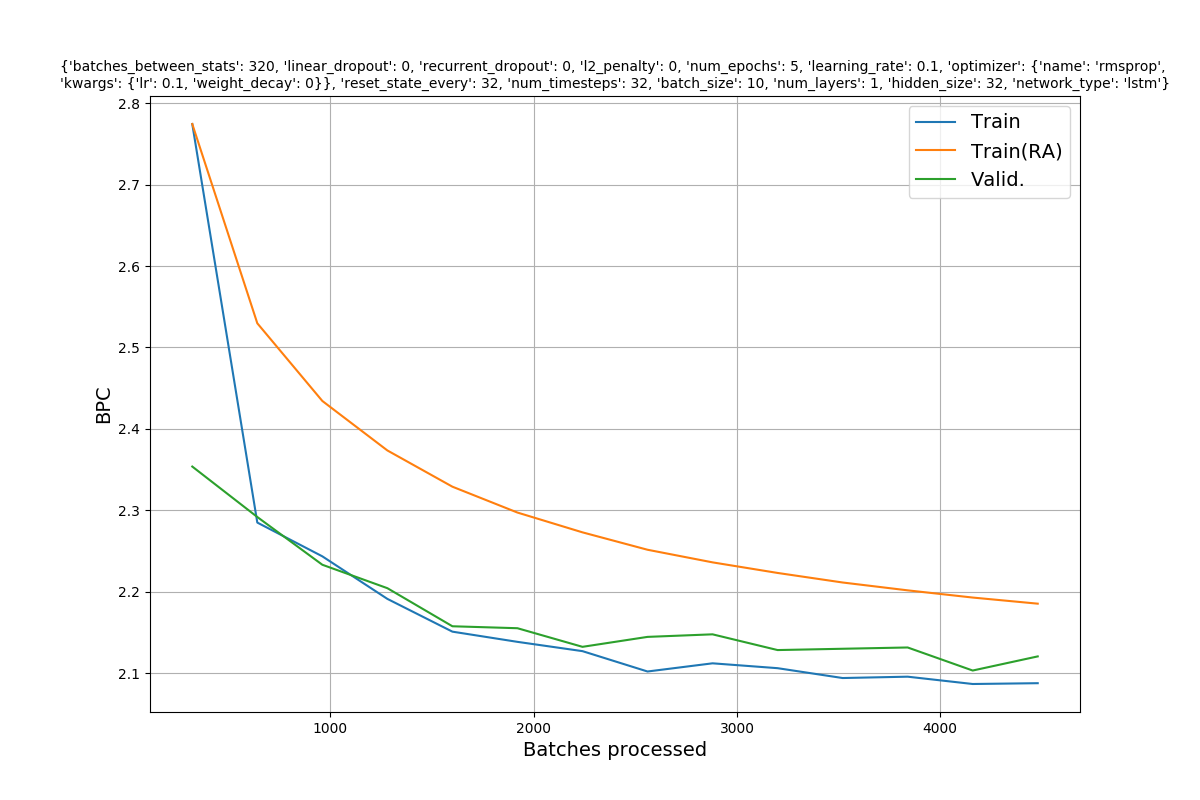 {'batches_between_stats': 320, 'linear_dropout': 0, 'recurrent_dropout': 0, 'l2_penalty': 0, 'num_epochs': 5, 'learning_rate': 0.1, 'optimizer': {'name': 'rmsprop',
'kwargs': {'lr': 0.1, 'weight_decay': 0}}, 'reset_state_every': 32, 'num_timesteps': 32, 'batch_size': 10, 'num_layers': 1, 'hidden_size': 32, 'network_type': 'lstm'}
Train
Train(RA)
Valid.
BPC
2.8
2.7
2.6
2.5
2.4
2.3
2.2
2.1
1000 2000 3000 4000
Batches processed